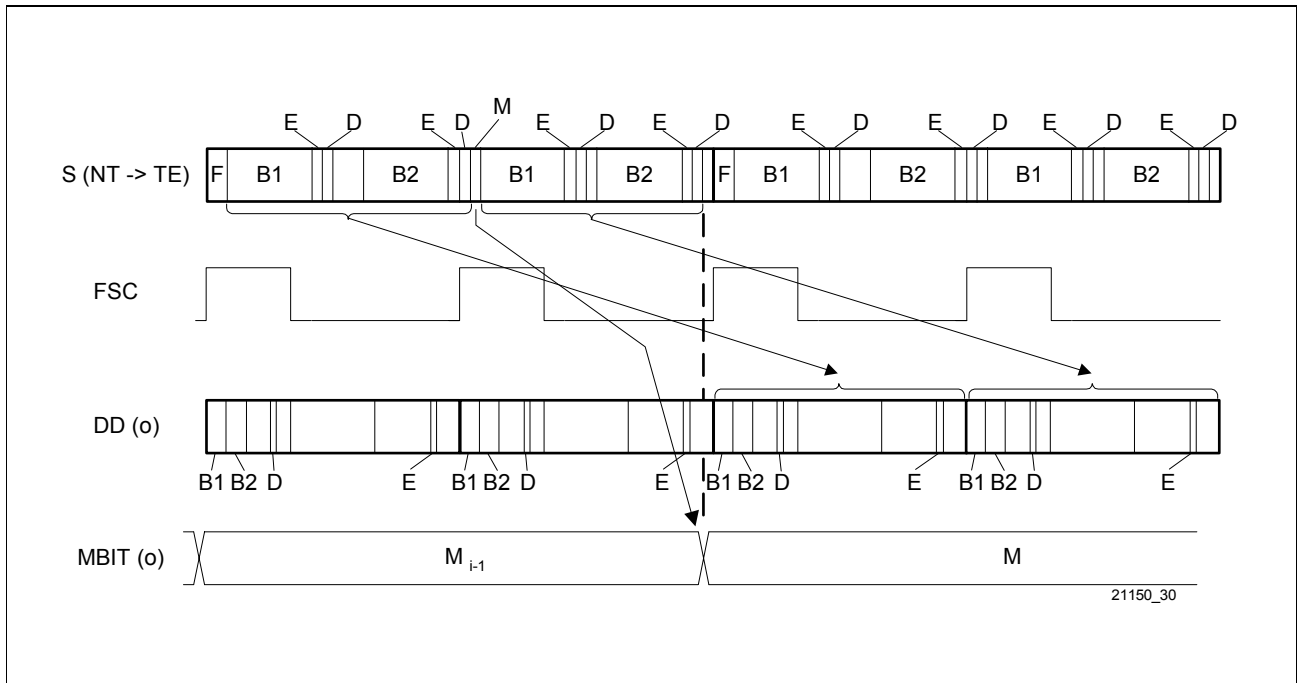 E D E D M E D E D E D E D E D E D
S (NT -> TE) F B1 B2 B1 B2 F B1 B2 B1 B2
FSC
DD (o)
B1 B2 D E B1 B2 D E B1 B2 D E B1 B2 D E
MBIT (o) M i-1 M
21150_30